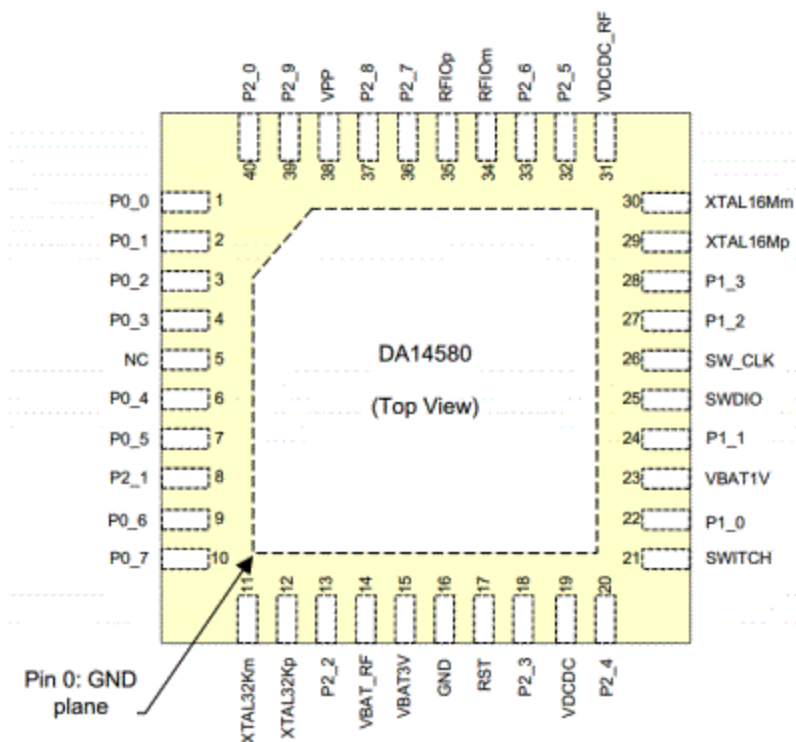 P2_0
P2_9
VPP
P2_8
P2_7
RFIOp
RFIOm
P2_6
P2_5
VDCDC_RF
40
39
38
37
36
35
34
33
32
31
P0_0 1
P0_1 2
P0_2 3
P0_3 4
NC 5
P0_4 6
P0_5 7
P2_1 8
P0_6 9
P0_7 10
DA14580
(Top View)
30 XTAL16Mm
29 XTAL16Mp
28 P1_3
27 P1_2
26 SW_CLK
25 SWDIO
24 P1_1
23 VBAT1V
22 P1_0
21 SWITCH
11
12
13
14
15
16
17
18
19
20
XTAL32Km
XTAL32Kp
P2_2
VBAT_RF
VBAT3V
GND
RST
P2_3
VDCDC
P2_4
Pin 0: GND
plane